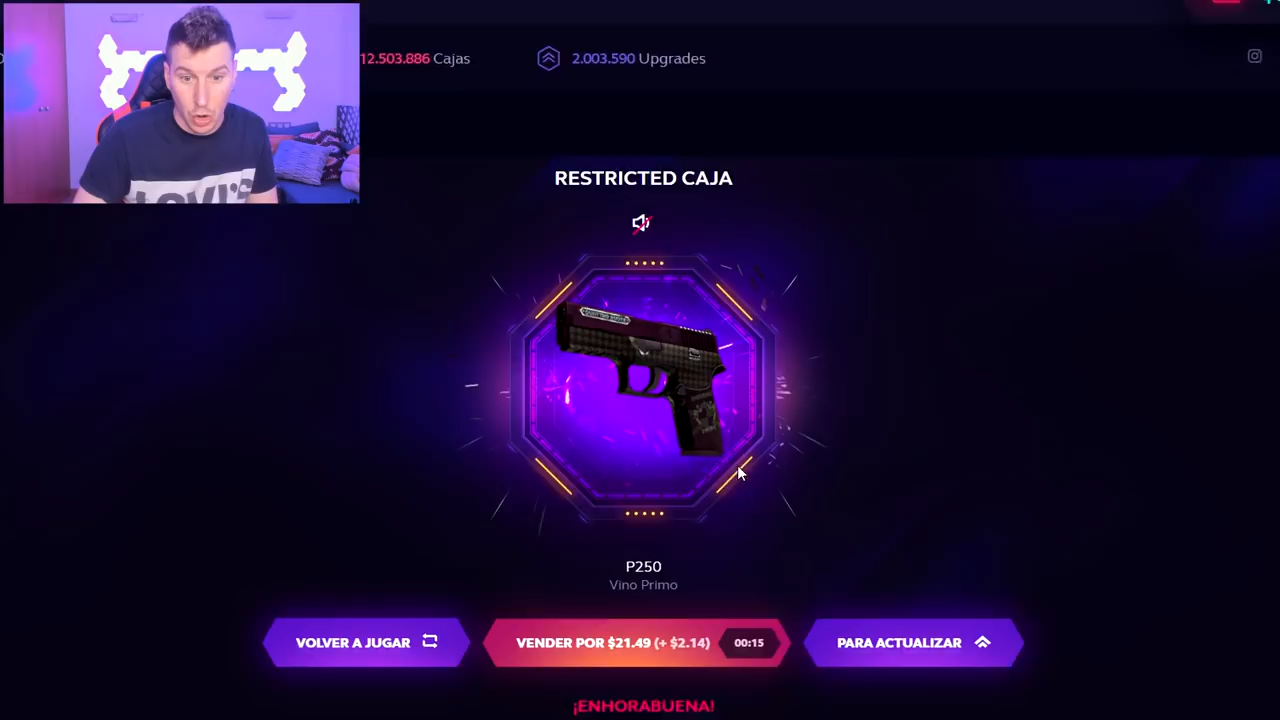 12.503.886 Cajas
2.003.590 Upgrades
RESTRICTED CAJA
P250
Vino Primo
VOLVER A JUGAR
VENDER POR $21.49 (+ $2.14) 00:15
PARA ACTUALIZAR
¡ENHORABUENA!